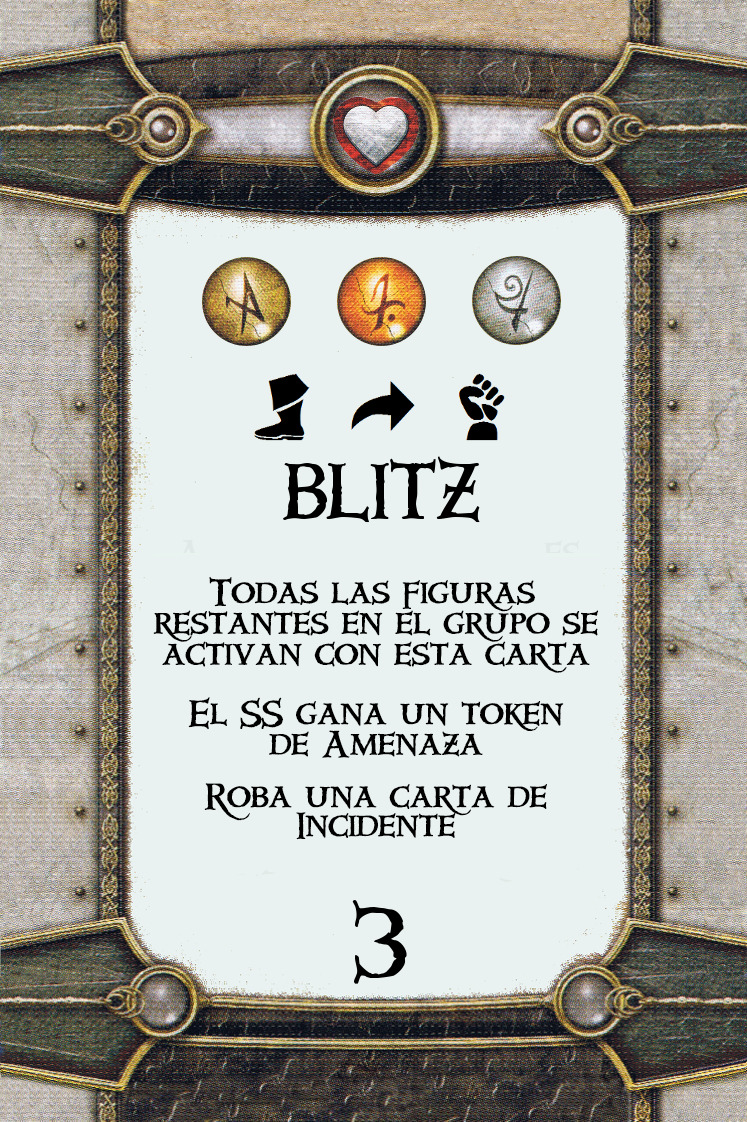 BLITZ
Todas las figuras
restantes en el grupo se
activan con esta carta
El SS gana un token
de Amenaza
Roba una carta de
Incidente
3